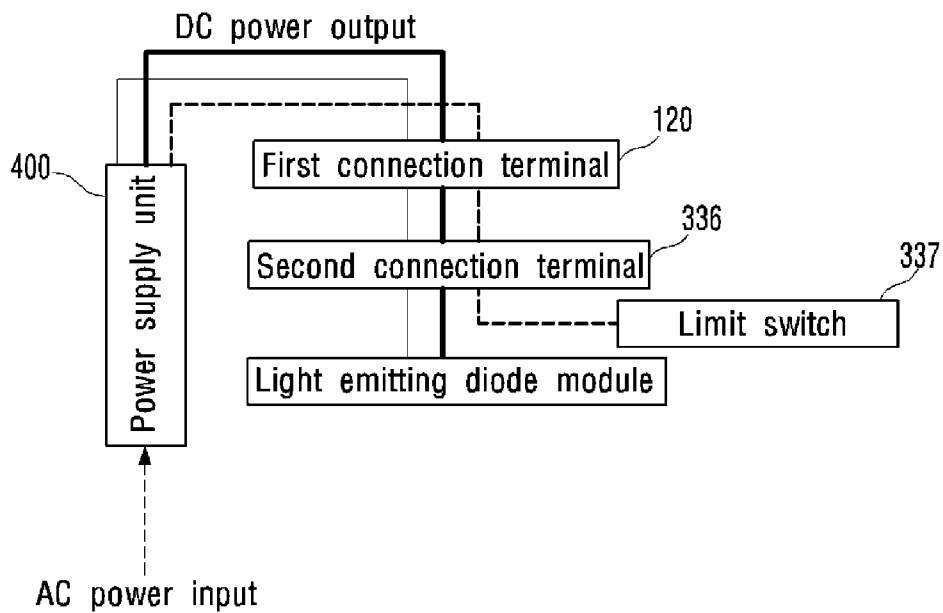 DC power output
120
First connection terminal
400
Power supply unit
336
Second connection terminal
337
Limit switch
Light emitting diode module
AC power input